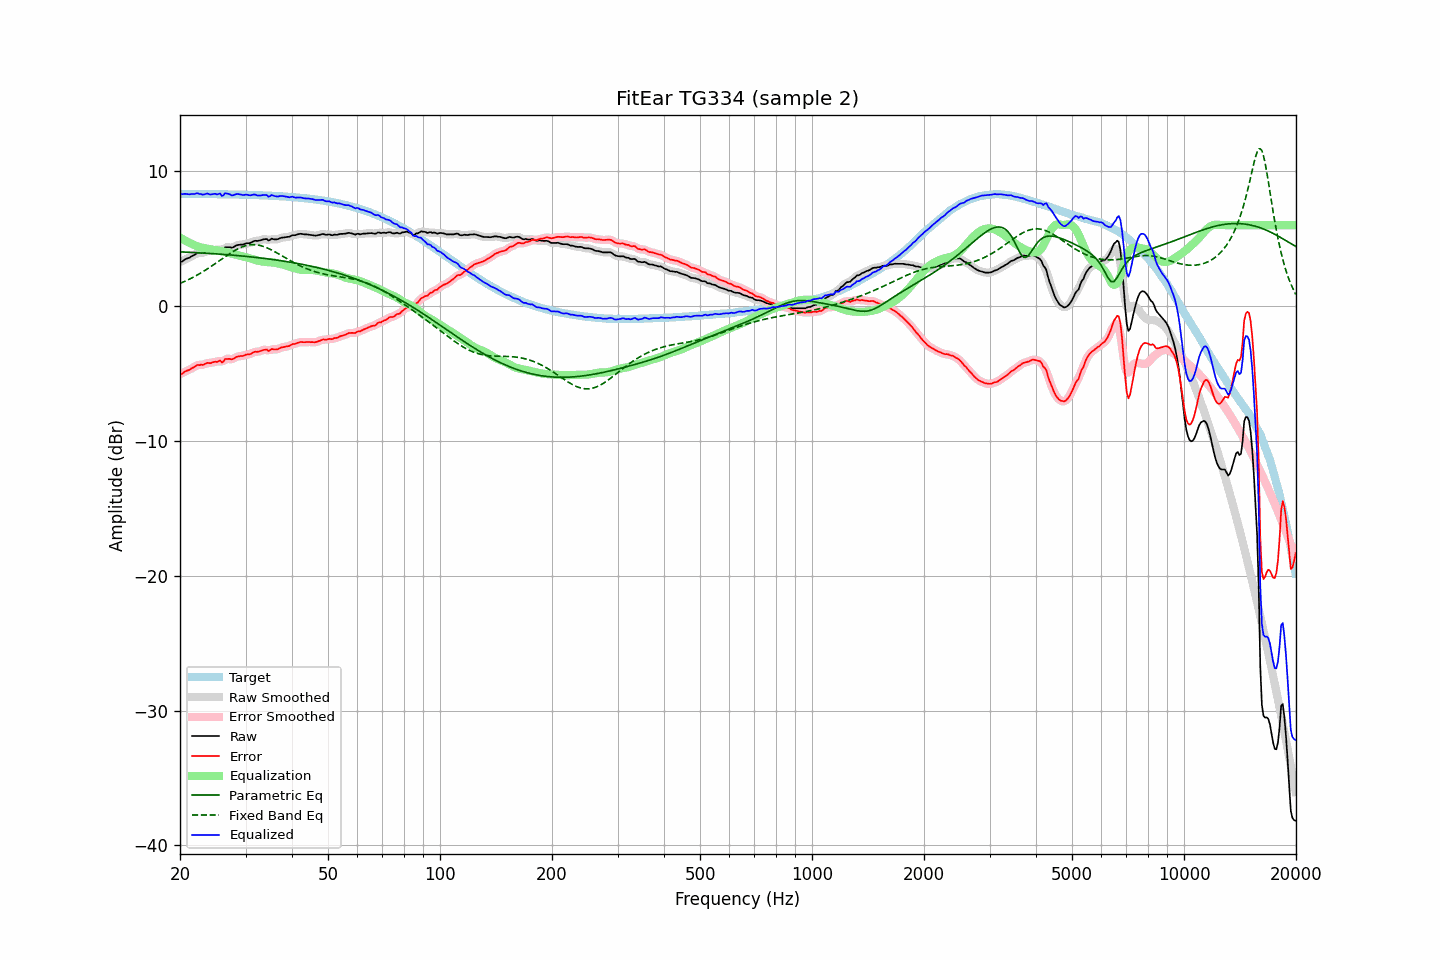 FitEar TG334 (sample 2)
10
0
−10
−20
−30
−40
Amplitude (dBr)
Target
Raw Smoothed
Error Smoothed
Raw
Error
Equalization
Parametric Eq
Fixed Band Eq
Equalized
20 50 100 200 500 1000 2000 5000 10000 20000
Frequency (Hz)